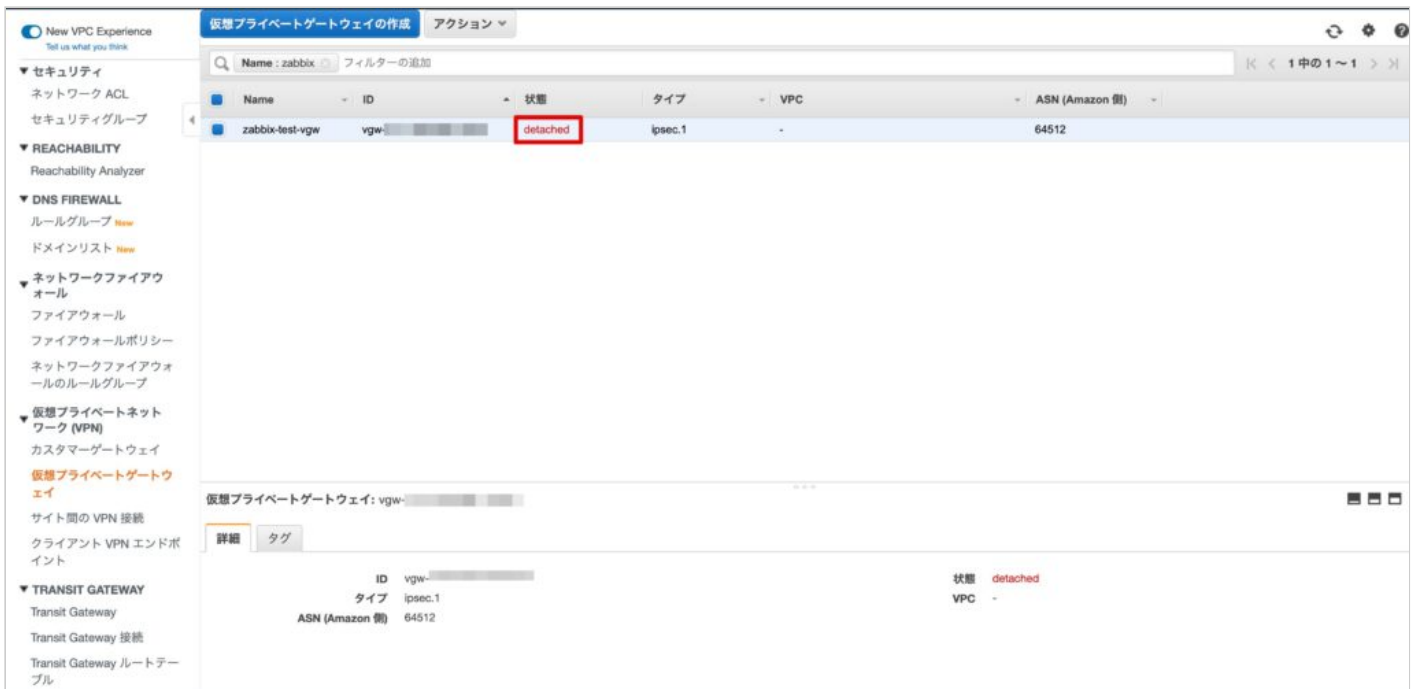 New VPC Experience
Tell us what you think
▼ セキュリティ
ネットワーク ACL
セキュリティグループ
▼ REACHABILITY
Reachability Analyzer
▼ DNS FIREWALL
ルールグループ New
ドメインリスト New
▼ ネットワークファイアウ
ォール
ファイアウォール
ファイアウォールポリシー
ネットワークファイアウォ
ールのルールグループ
▼ 仮想プライベートネット
ワーク (VPN)
カスタマーゲートウェイ
仮想プライベートゲートウ
ェイ
サイト間の VPN 接続
クライアント VPN エンドポ
イント
▼ TRANSIT GATEWAY
Transit Gateway
Transit Gateway 接続
Transit Gateway ルートテー
ブル
仮想プライベートゲートウェイの作成 アクション
Name : zabbix フィルターの追加 1 中の 1 ~ 1
Name ID 状態 タイプ VPC ASN (Amazon 側)
zabbix-test-vgw vgw- detached ipsec.1 - 64512
仮想プライベートゲートウェイ: vgw-
詳細 タグ
ID vgw- 状態 detached
タイプ ipsec.1 VPC -
ASN (Amazon 側) 64512